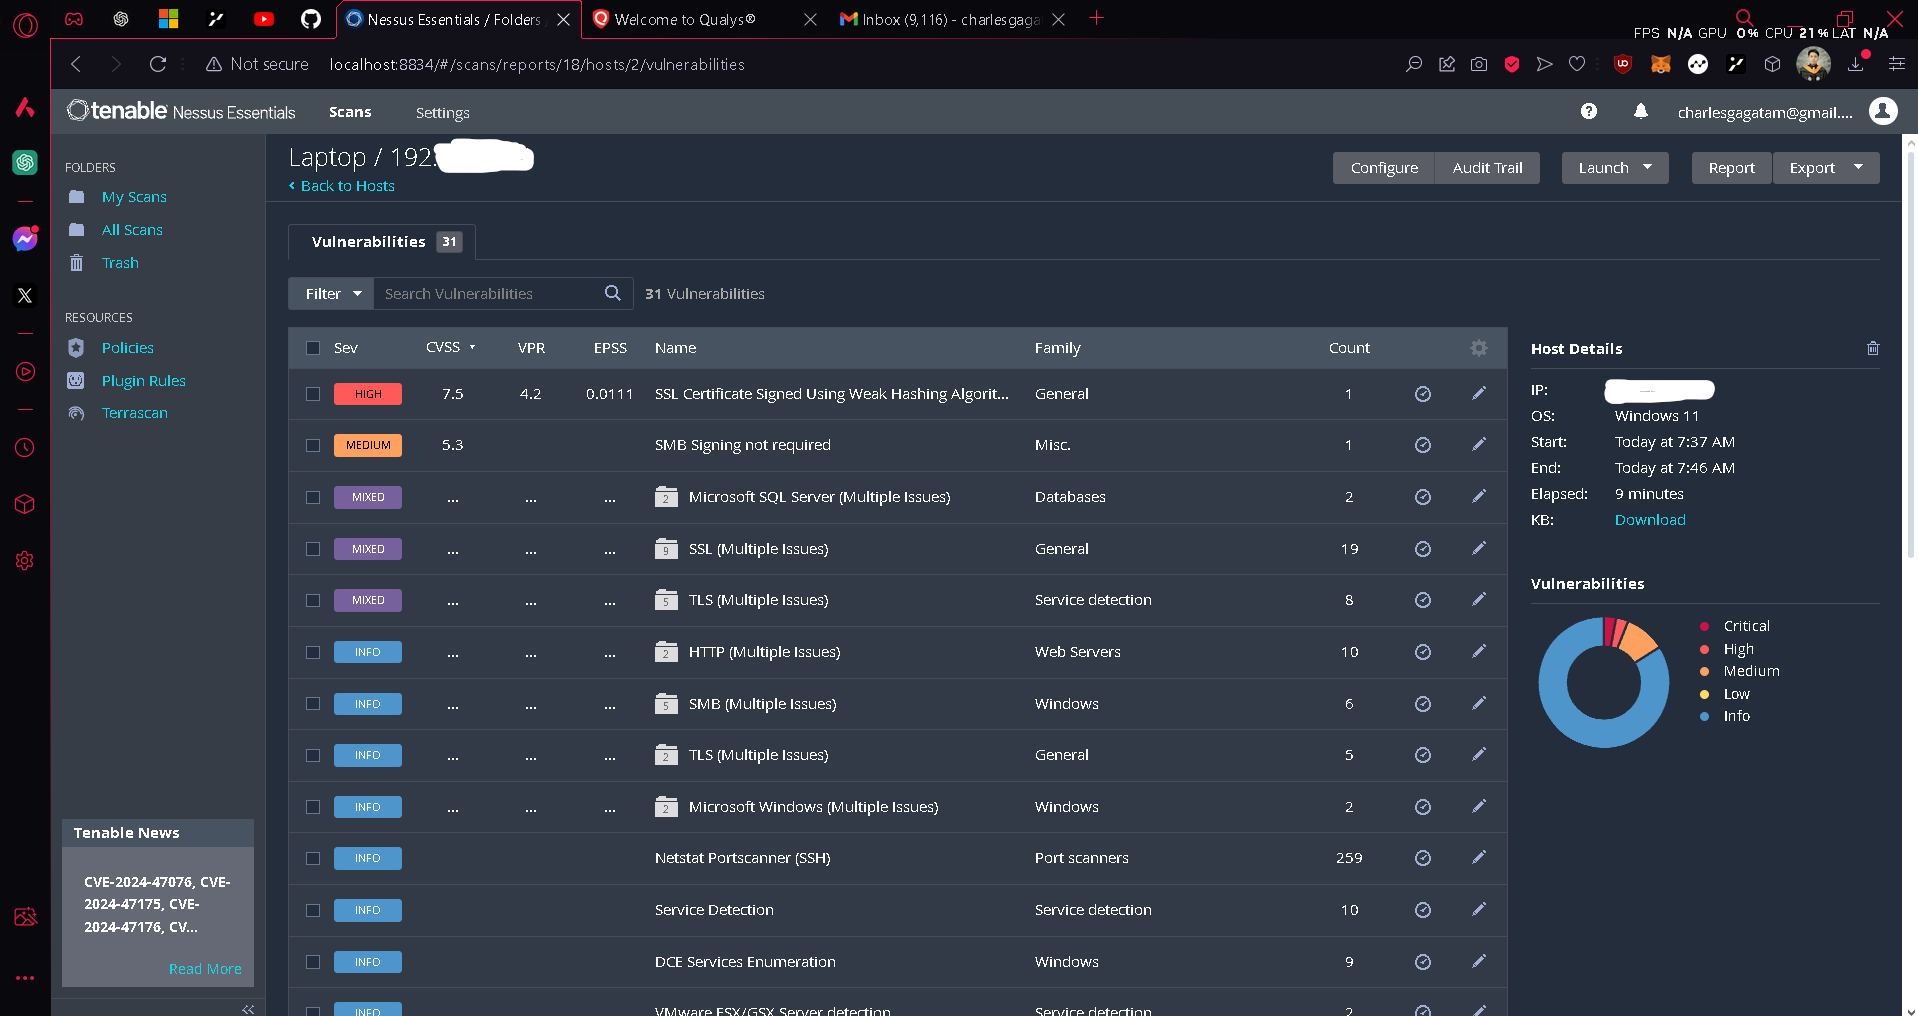 Nessus Essentials / Folders /
Welcome to Qualys®
Inbox (9,116) - charlesgagat
FPS N/A GPU 0% CPU 21% LAT N/A
Not secure
localhost:8834/#/scans/reports/18/hosts/2/vulnerabilities
tenable Nessus Essentials
Scans
Settings
charlesgagatam@gmail....
FOLDERS
My Scans
All Scans
Trash
RESOURCES
Policies
Plugin Rules
Terrascan
Tenable News
CVE-2024-47076, CVE-
2024-47175, CVE-
2024-47176, CV...
Read More
Laptop / 192.
Back to Hosts
Configure
Audit Trail
Launch
Report
Export
Vulnerabilities 31
Filter
Search Vulnerabilities
31 Vulnerabilities
Sev CVSS VPR EPSS Name Family Count
HIGH 7.5 4.2 0.0111 SSL Certificate Signed Using Weak Hashing Algorit... General 1
MEDIUM 5.3 SMB Signing not required Misc. 1
MIXED ... ... ... 2 Microsoft SQL Server (Multiple Issues) Databases 2
MIXED ... ... ... 9 SSL (Multiple Issues) General 19
MIXED ... ... ... 5 TLS (Multiple Issues) Service detection 8
INFO ... ... ... 2 HTTP (Multiple Issues) Web Servers 10
INFO ... ... ... 5 SMB (Multiple Issues) Windows 6
INFO ... ... ... 2 TLS (Multiple Issues) General 5
INFO ... ... ... 2 Microsoft Windows (Multiple Issues) Windows 2
INFO Netstat Portscanner (SSH) Port scanners 259
INFO Service Detection Service detection 10
INFO DCE Services Enumeration Windows 9
INFO VMware ESX/GSX Server detection Service detection 2
Host Details
IP:
OS: Windows 11
Start: Today at 7:37 AM
End: Today at 7:46 AM
Elapsed: 9 minutes
KB: Download
Vulnerabilities
Critical
High
Medium
Low
Info